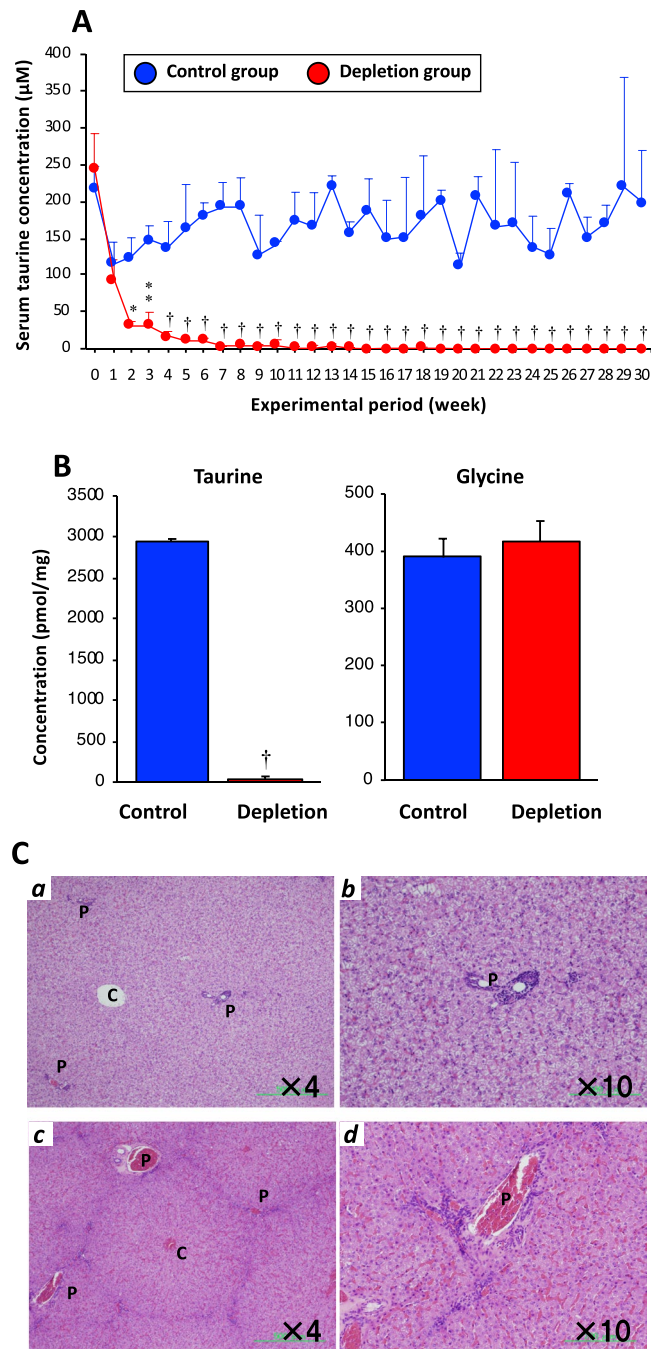 A
Serum taurine concentration (µM)
Control group Depletion group
400
350
300
250
200
150
100
50
0
* ** † † † † † † † † † † † † † † † † † † † † † † † † † † †
0 1 2 3 4 5 6 7 8 9 10 11 12 13 14 15 16 17 18 19 20 21 22 23 24 25 26 27 28 29 30
Experimental period (week)
B
Taurine
Concentration (pmol/mg)
3500
3000
2500
2000
1500
1000
500
0
†
Control Depletion
Glycine
500
400
300
200
100
0
Control Depletion
C
a
P
C
P
P
×4
b
P
×10
c
P
P
C
P
×4
d
P
×10